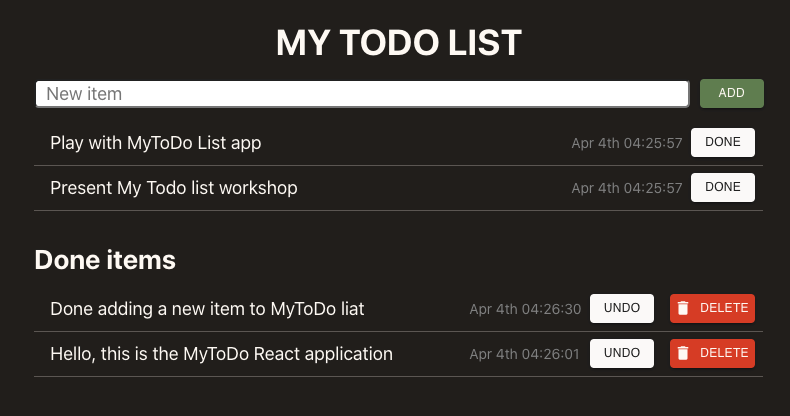 MY TODO LIST
New item ADD
Play with MyToDo List app Apr 4th 04:25:57 DONE
Present My Todo list workshop Apr 4th 04:25:57 DONE
Done items
Done adding a new item to MyToDo liat Apr 4th 04:26:30 UNDO DELETE
Hello, this is the MyToDo React application Apr 4th 04:26:01 UNDO DELETE